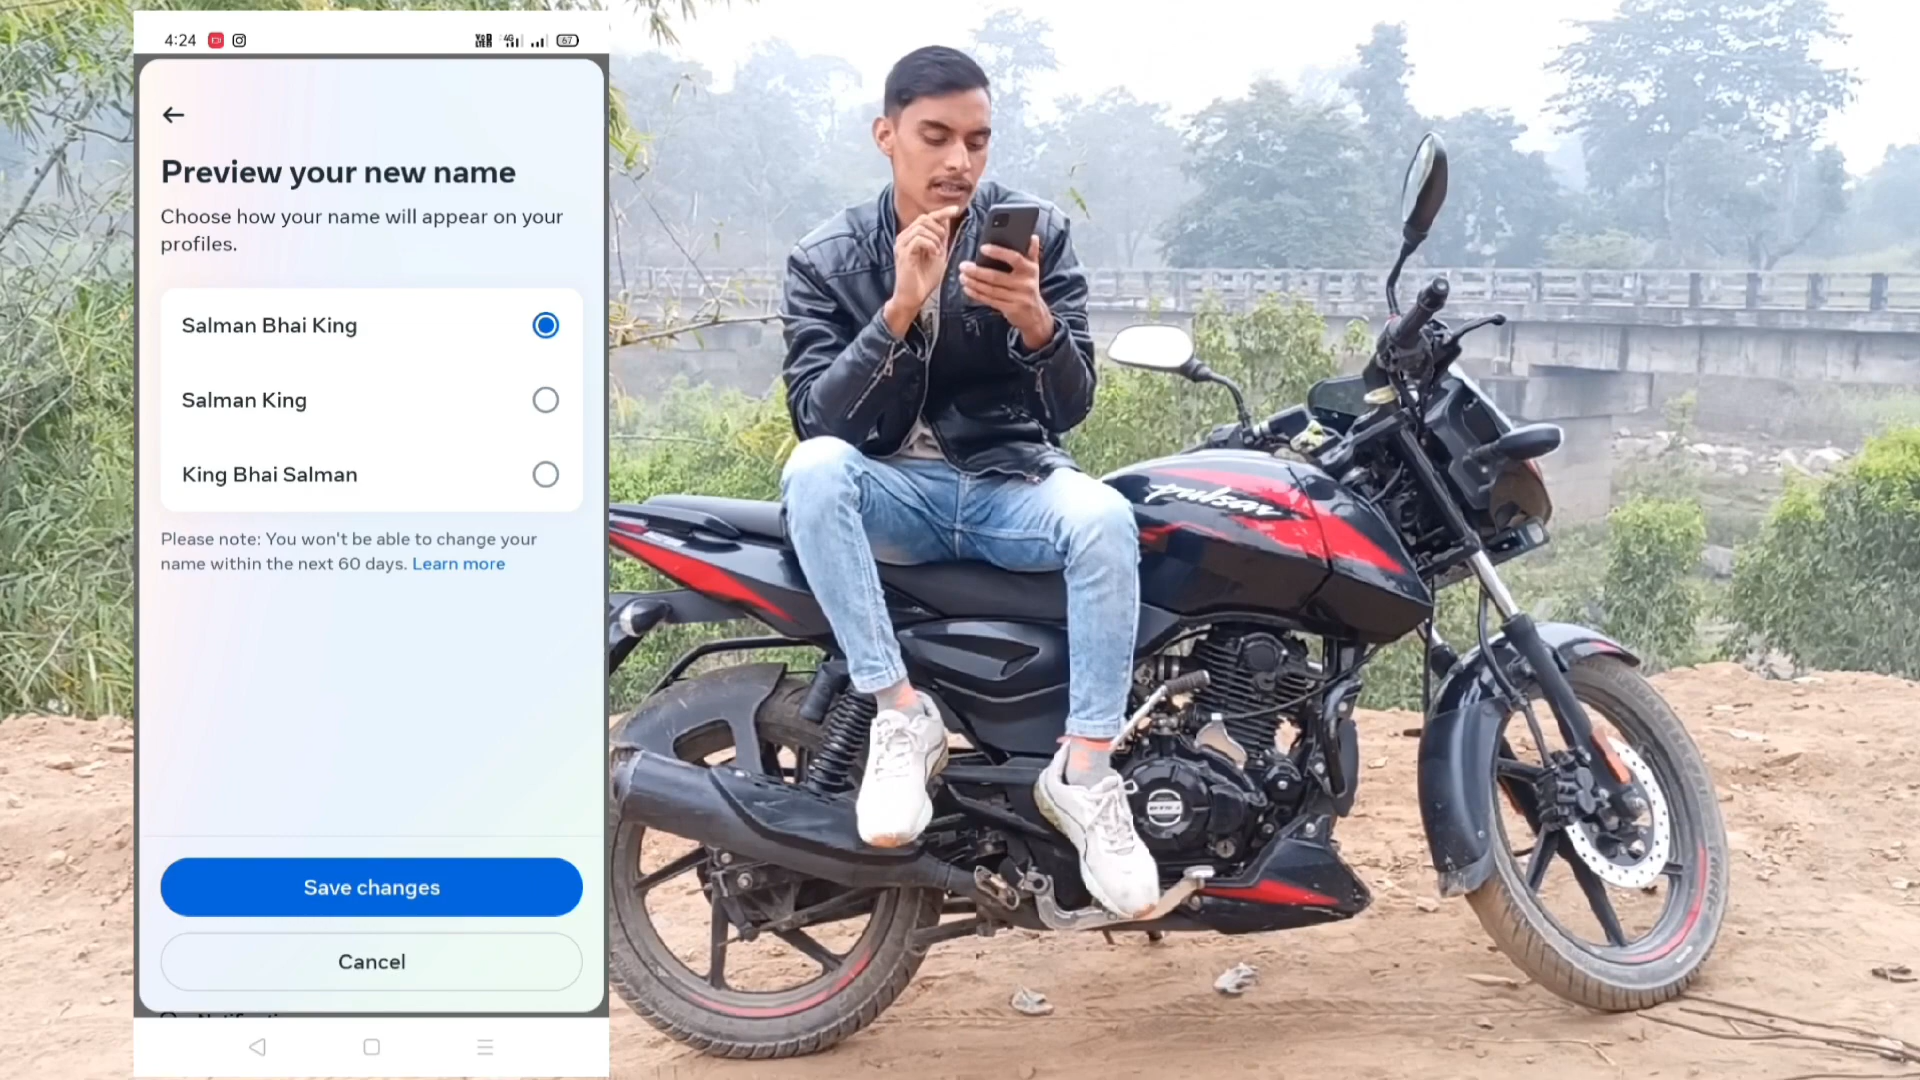 4:24
4G
67
Preview your new name
Choose how your name will appear on your
profiles.
Salman Bhai King
Salman King
King Bhai Salman
Please note: You won't be able to change your
name within the next 60 days. Learn more
Save changes
Cancel
pulsar